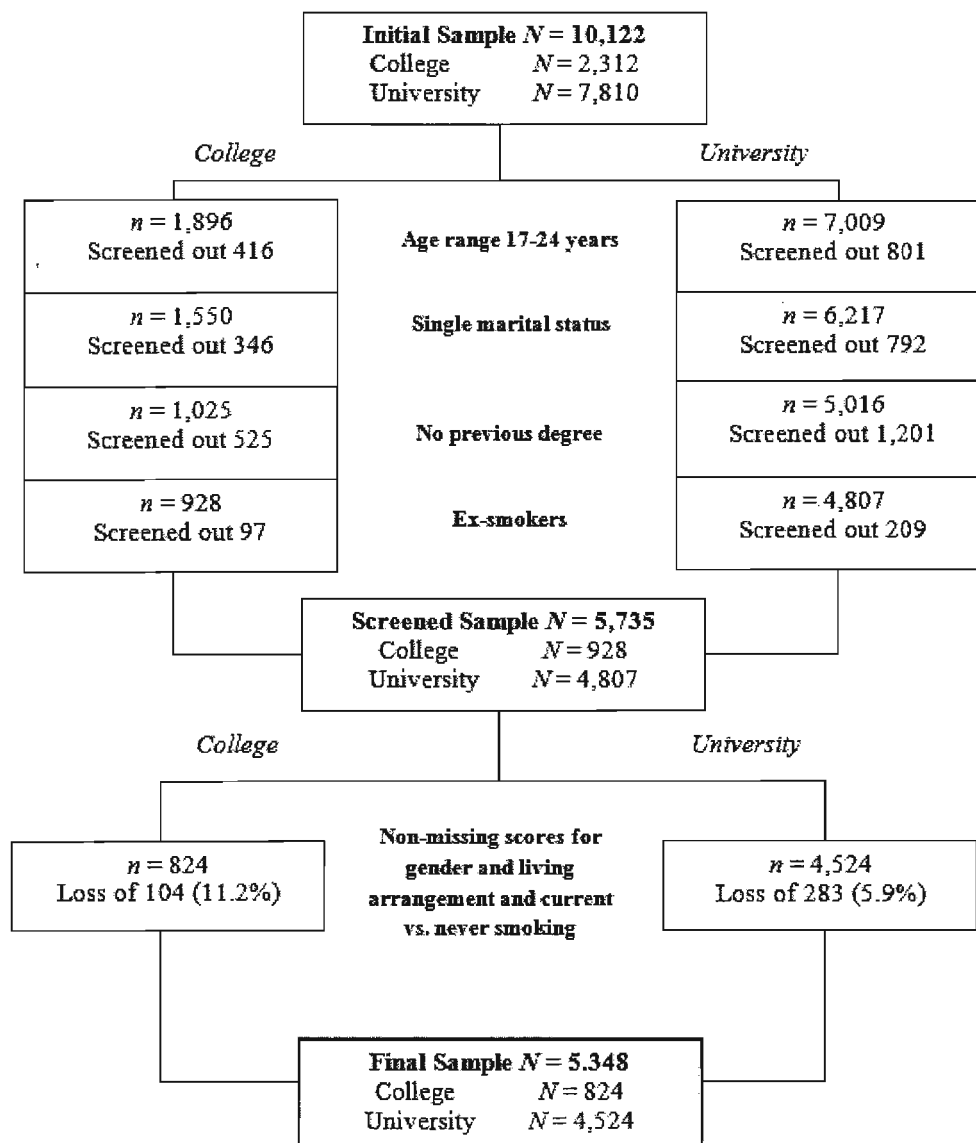 Initial Sample N = 10,122
College N = 2,312
University N = 7,810
College
University
n = 1,896
Screened out 416
Age range 17-24 years
n = 7,009
Screened out 801
n = 1,550
Screened out 346
Single marital status
n = 6,217
Screened out 792
n = 1,025
Screened out 525
No previous degree
n = 5,016
Screened out 1,201
n = 928
Screened out 97
Ex-smokers
n = 4,807
Screened out 209
Screened Sample N = 5,735
College N = 928
University N = 4,807
College
University
n = 824
Loss of 104 (11.2%)
Non-missing scores for
gender and living
arrangement and current
vs. never smoking
n = 4,524
Loss of 283 (5.9%)
Final Sample N = 5.348
College N = 824
University N = 4,524